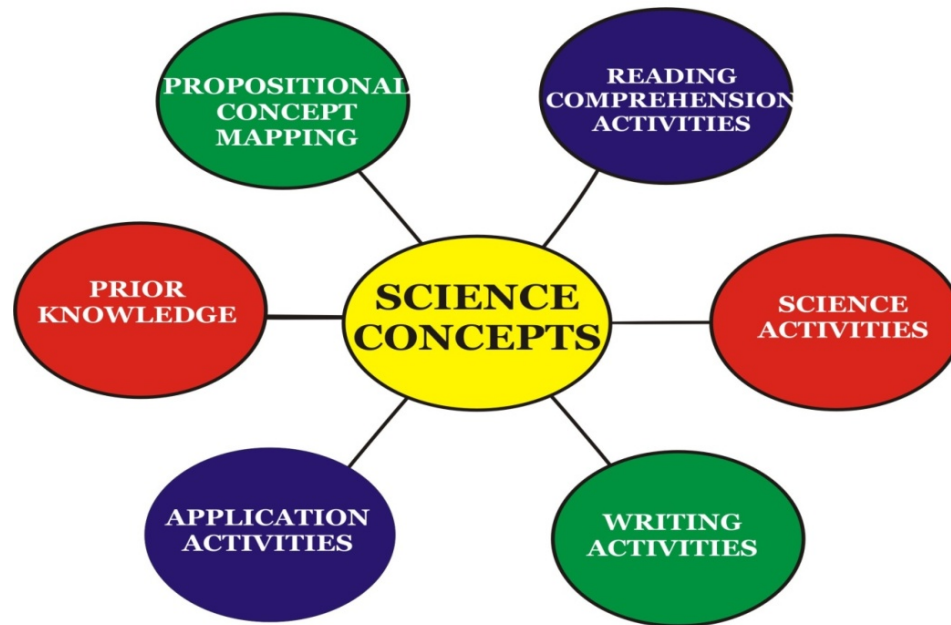 PROPOSITIONAL
CONCEPT
MAPPING
READING
COMPREHENSION
ACTIVITIES
PRIOR
KNOWLEDGE
SCIENCE
CONCEPTS
SCIENCE
ACTIVITIES
APPLICATION
ACTIVITIES
WRITING
ACTIVITIES